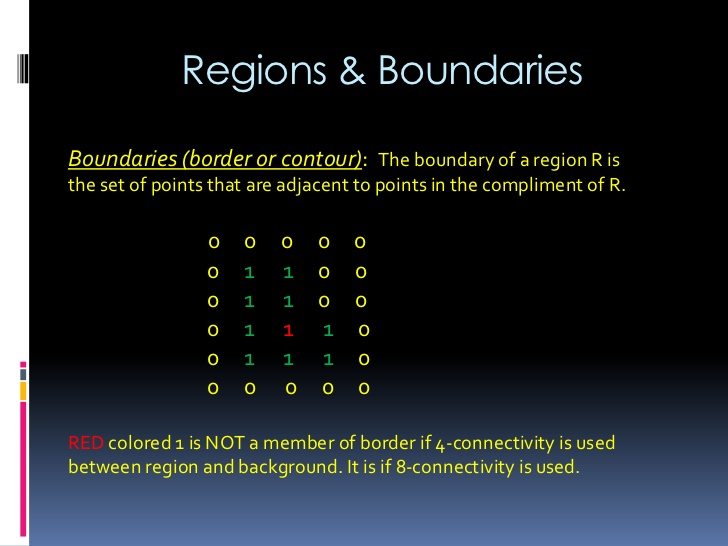 Regions & Boundaries
Boundaries (border or contour): The boundary of a region R is
the set of points that are adjacent to points in the compliment of R.
0 0 0 0 0
0 1 1 0 0
0 1 1 0 0
0 1 1 1 0
0 1 1 1 0
0 0 0 0 0
RED colored 1 is NOT a member of border if 4-connectivity is used
between region and background. It is if 8-connectivity is used.